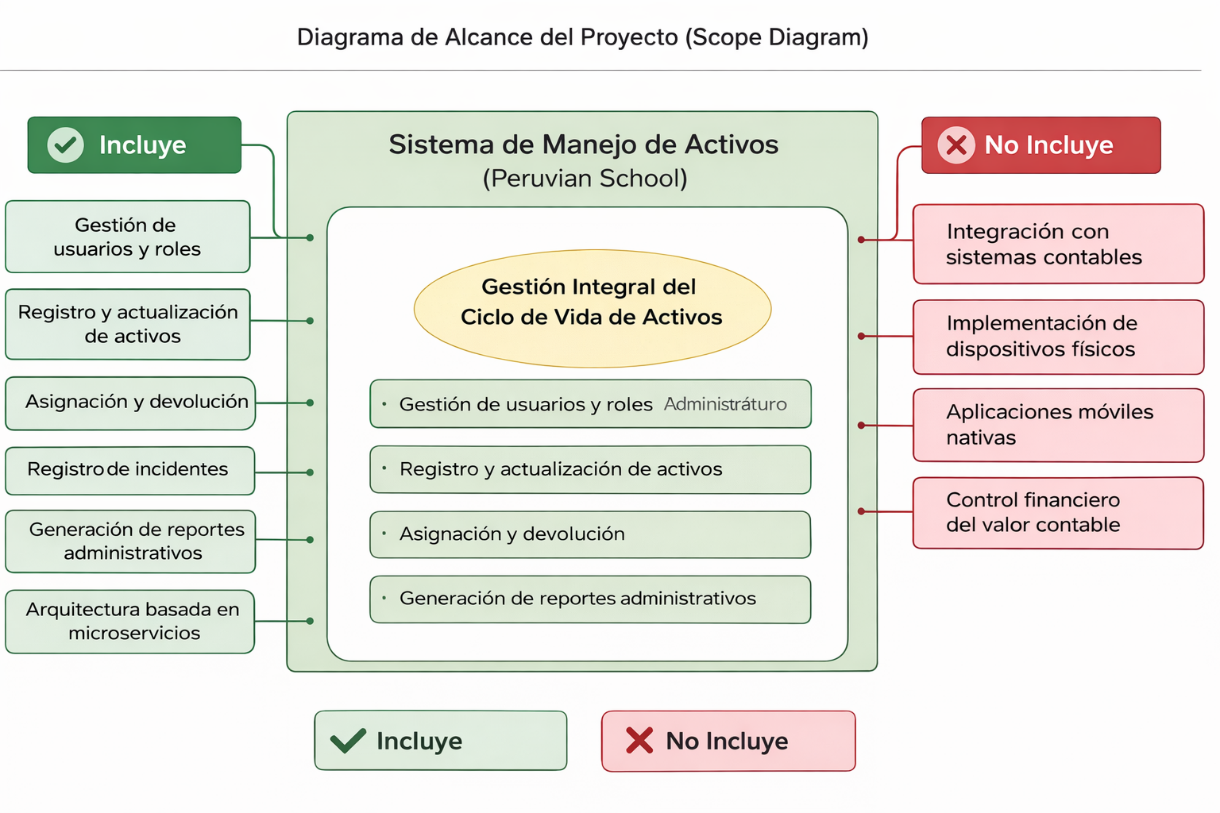 Diagrama de Alcance del Proyecto (Scope Diagram)
Incluye
Gestión de
usuarios y roles
Registro y actualización
de activos
Asignación y devolución
Registro de incidentes
Generación de reportes
administrativos
Arquitectura basada en
microservicios
Sistema de Manejo de Activos
(Peruvian School)
Gestión Integral del
Ciclo de Vida de Activos
· Gestión de usuarios y roles Administráturo
· Registro y actualización de activos
· Asignación y devolución
· Generación de reportes administrativos
No Incluye
Integración con
sistemas contables
Implementación de
dispositivos físicos
Aplicaciones móviles
nativas
Control financiero
del valor contable
Incluye
No Incluye